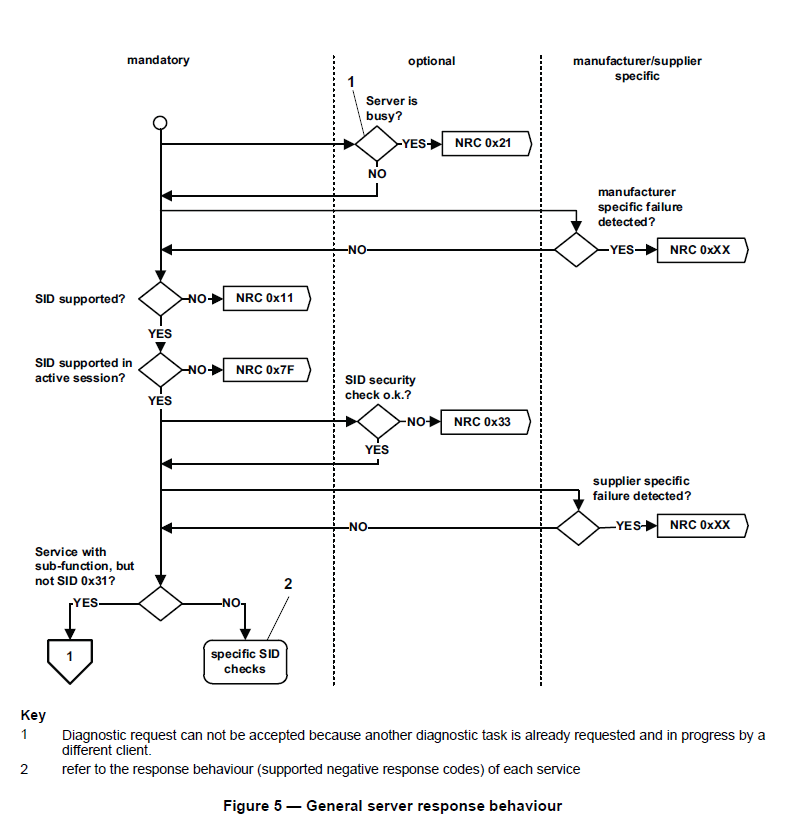 mandatory
optional
manufacturer/supplier
specific
1
Server is
busy?
YES
NRC 0x21
NO
manufacturer
specific failure
detected?
NO
YES
NRC 0xXX
SID supported?
NO
NRC 0x11
YES
SID supported in
active session?
NO
NRC 0x7F
YES
SID security
check o.k.?
NO
NRC 0x33
YES
supplier specific
failure detected?
NO
YES
NRC 0xXX
Service with
sub-function, but
not SID 0x31?
YES
NO
2
1
specific SID
checks
Key
1 Diagnostic request can not be accepted because another diagnostic task is already requested and in progress by a
different client.
2 refer to the response behaviour (supported negative response codes) of each service
Figure 5 — General server response behaviour